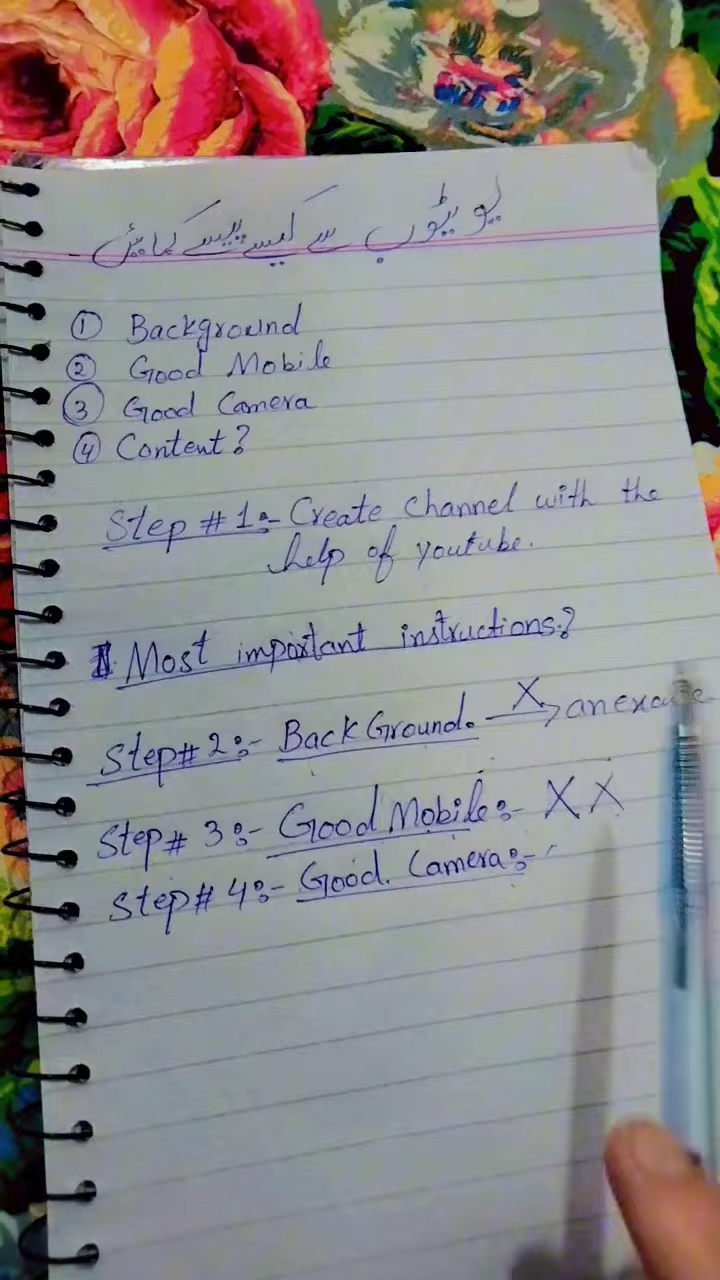 یوٹیوب سے کیسے پیسے کمائیں -
① Background
② Good Mobile
③ Good Camera
④ Content?
Step # 1:- Create Channel with the
help of youtube.
Most important instructions:?
Step# 2:- BackGround. X an
Step# 3:- Good Mobile:- X X
Step# 4:- Good. Camera:-